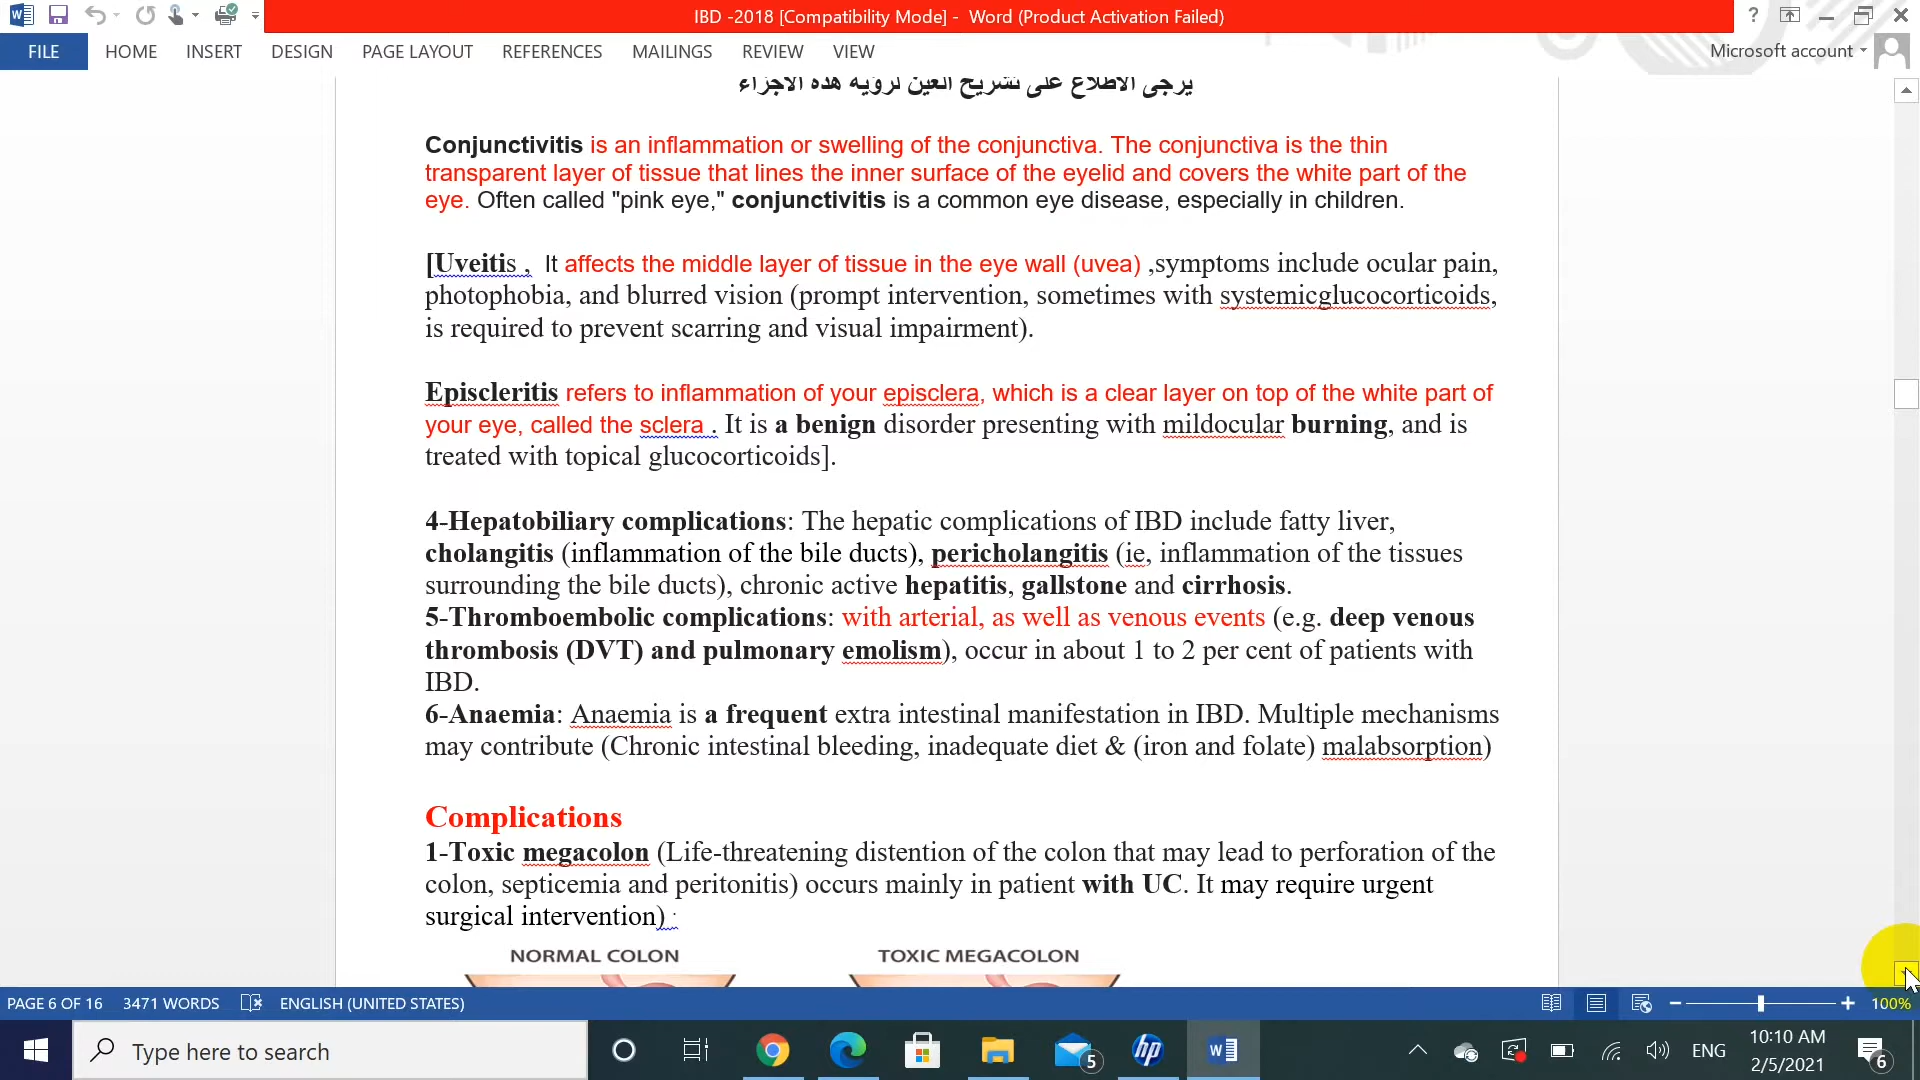 IBD -2018 [Compatibility Mode] - Word (Product Activation Failed)
FILE HOME INSERT DESIGN PAGE LAYOUT REFERENCES MAILINGS REVIEW VIEW Microsoft account
يرجى الاطلاع على تشريح العين لرؤيه هذه الاجزاء
Conjunctivitis is an inflammation or swelling of the conjunctiva. The conjunctiva is the thin
transparent layer of tissue that lines the inner surface of the eyelid and covers the white part of the
eye. Often called "pink eye," conjunctivitis is a common eye disease, especially in children.
[Uveitis , It affects the middle layer of tissue in the eye wall (uvea) ,symptoms include ocular pain,
photophobia, and blurred vision (prompt intervention, sometimes with systemicglucocorticoids,
is required to prevent scarring and visual impairment).
Episcleritis refers to inflammation of your episclera, which is a clear layer on top of the white part of
your eye, called the sclera . It is a benign disorder presenting with mildocular burning, and is
treated with topical glucocorticoids].
4-Hepatobiliary complications: The hepatic complications of IBD include fatty liver,
cholangitis (inflammation of the bile ducts), pericholangitis (ie, inflammation of the tissues
surrounding the bile ducts), chronic active hepatitis, gallstone and cirrhosis.
5-Thromboembolic complications: with arterial, as well as venous events (e.g. deep venous
thrombosis (DVT) and pulmonary emolism), occur in about 1 to 2 per cent of patients with
IBD.
6-Anaemia: Anaemia is a frequent extra intestinal manifestation in IBD. Multiple mechanisms
may contribute (Chronic intestinal bleeding, inadequate diet & (iron and folate) malabsorption)
Complications
1-Toxic megacolon (Life-threatening distention of the colon that may lead to perforation of the
colon, septicemia and peritonitis) occurs mainly in patient with UC. It may require urgent
surgical intervention) .
NORMAL COLON TOXIC MEGACOLON
PAGE 6 OF 16 3471 WORDS ENGLISH (UNITED STATES) 100%
Type here to search 5 ENG 10:10 AM
2/5/2021 6